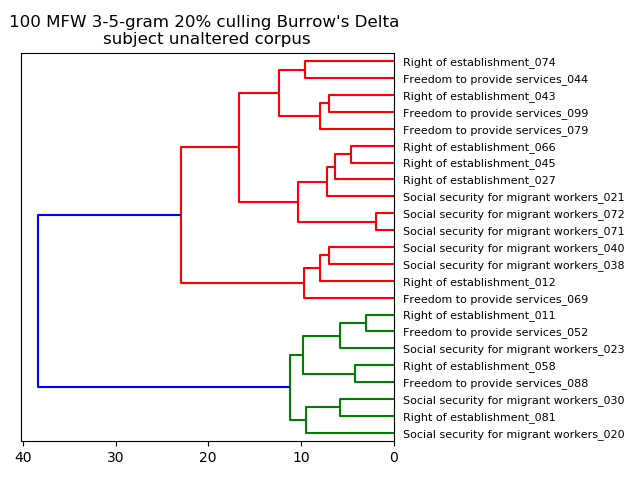 100 MFW 3-5-gram 20% culling Burrow's Delta
subject unaltered corpus
Right of establishment_074
Freedom to provide services_044
Right of establishment_043
Freedom to provide services_099
Freedom to provide services_079
Right of establishment_066
Right of establishment_045
Right of establishment_027
Social security for migrant workers_021
Social security for migrant workers_072
Social security for migrant workers_071
Social security for migrant workers_040
Social security for migrant workers_038
Right of establishment_012
Freedom to provide services_069
Right of establishment_011
Freedom to provide services_052
Social security for migrant workers_023
Right of establishment_058
Freedom to provide services_088
Social security for migrant workers_030
Right of establishment_081
Social security for migrant workers_020
40 30 20 10 0